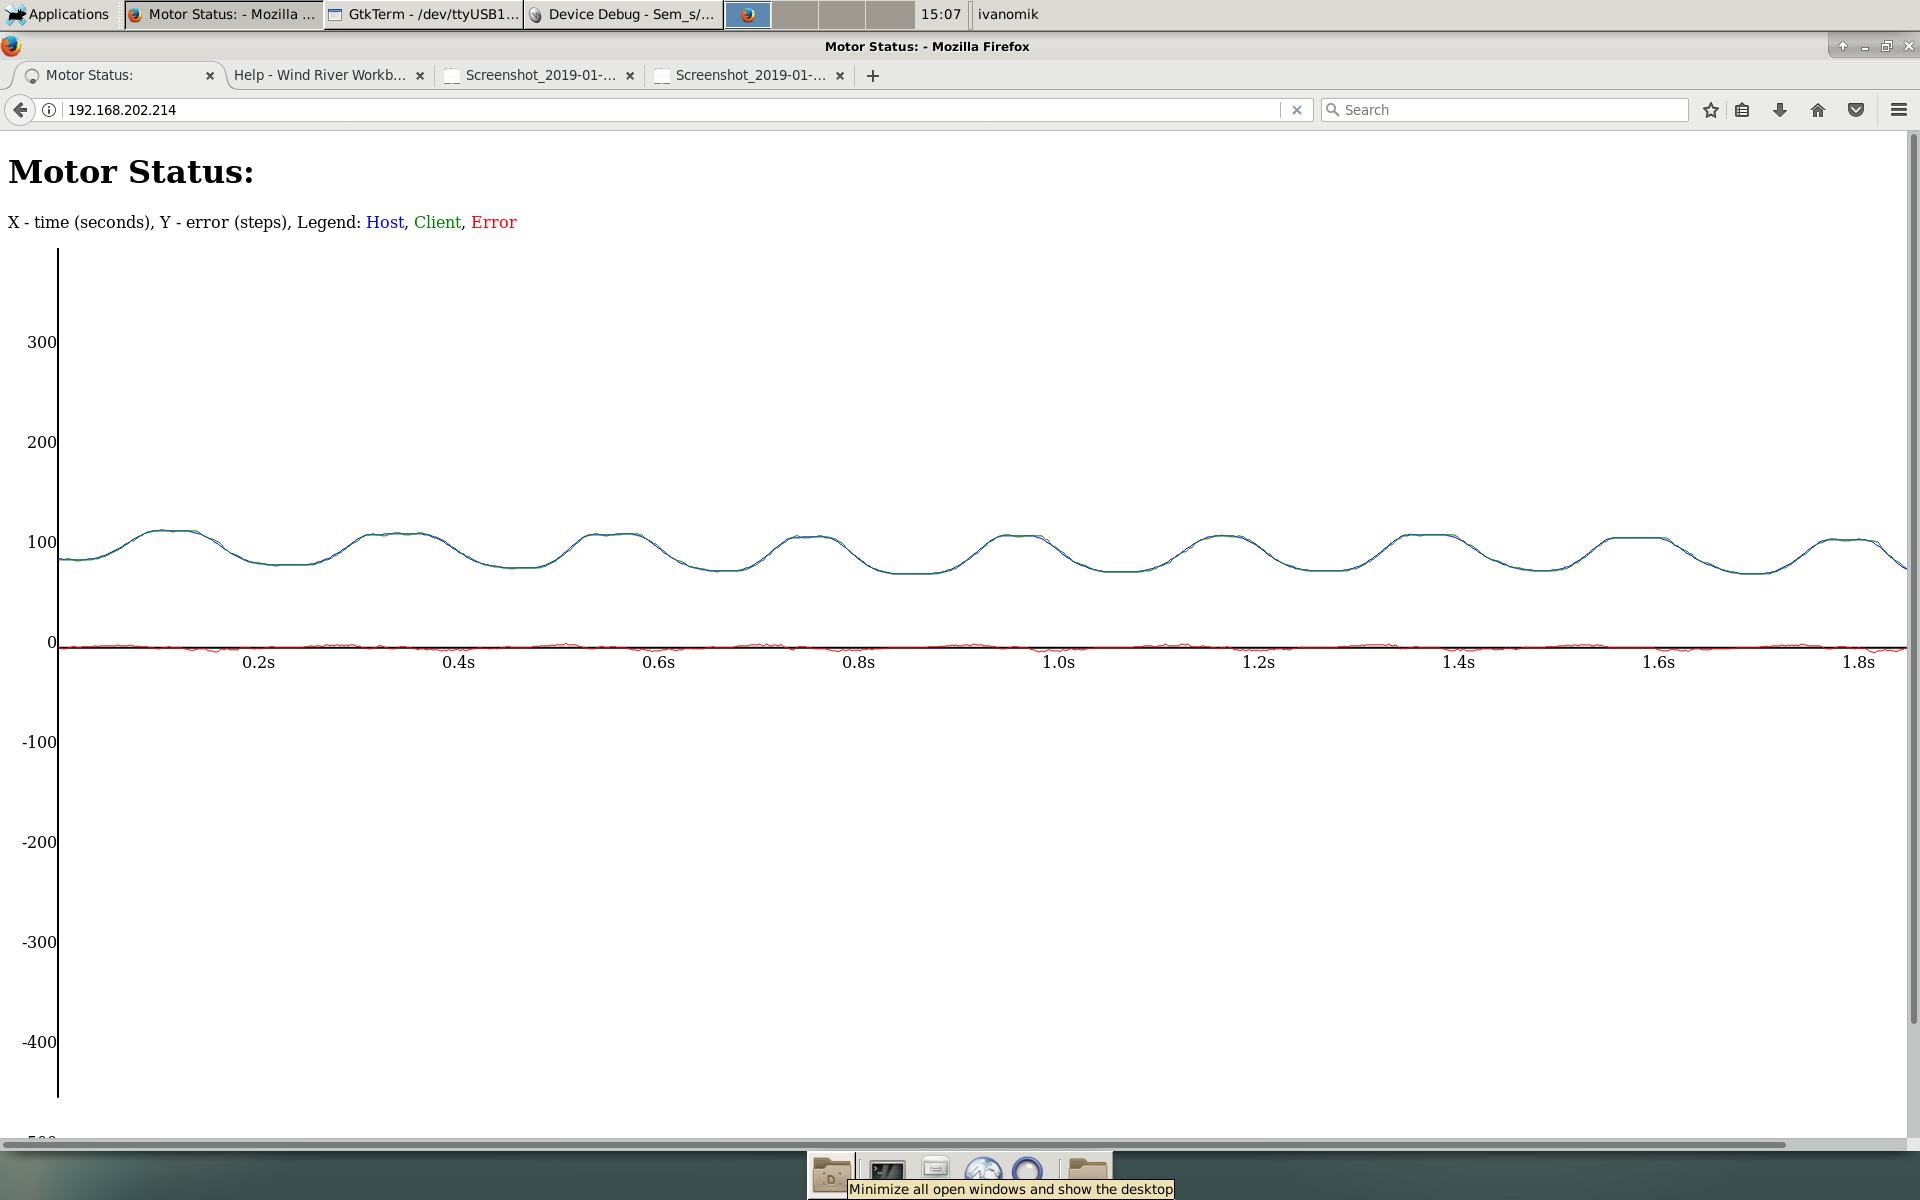 Applications Motor Status: - Mozilla ... GtkTerm - /dev/ttyUSB1... Device Debug - Sem_s/... 15:07 ivanomik
Motor Status: - Mozilla Firefox
Motor Status: Help - Wind River Workb... Screenshot_2019-01-... Screenshot_2019-01-...
192.168.202.214 Search
Motor Status:
X - time (seconds), Y - error (steps), Legend: Host, Client, Error
300
200
100
0
0.2s 0.4s 0.6s 0.8s 1.0s 1.2s 1.4s 1.6s 1.8s
-100
-200
-300
-400
D
Minimize all open windows and show the desktop